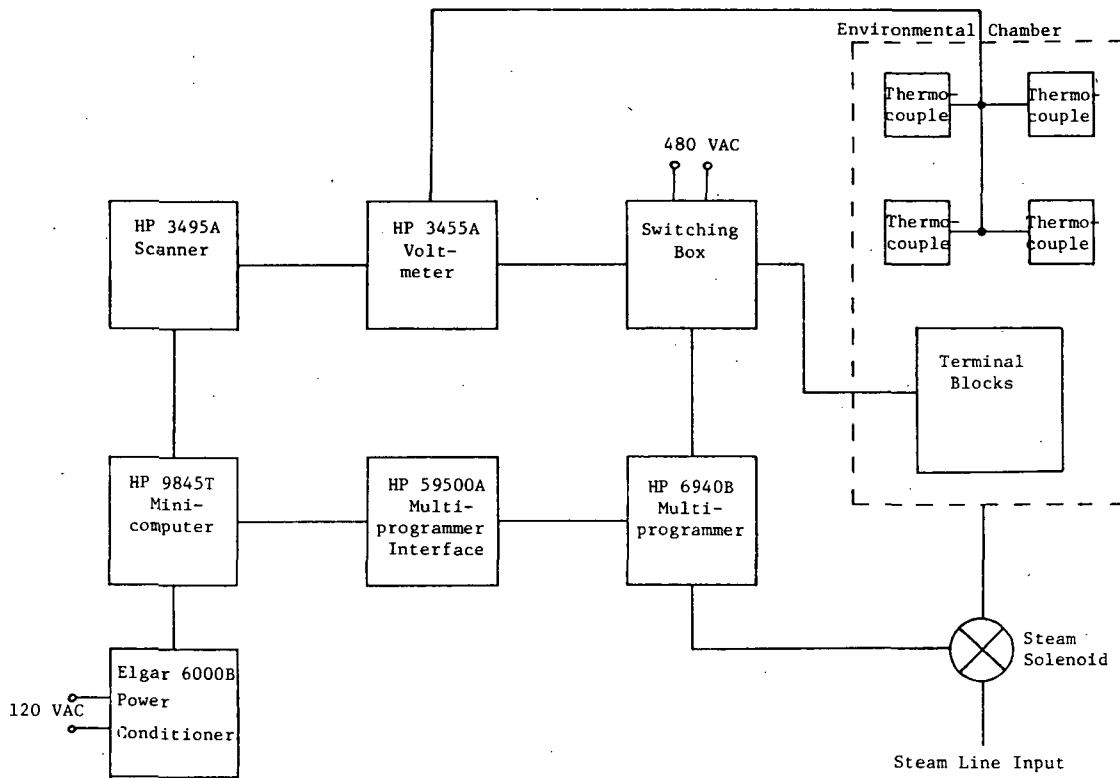 Environmental Chamber
Thermo-
couple
Thermo-
couple
480 VAC
HP 3495A
Scanner
HP 3455A
Volt-
meter
Switching
Box
Thermo-
couple
Thermo-
couple
Terminal
Blocks
HP 9845T
Mini-
computer
HP 59500A
Multi-
programmer
Interface
HP 6940B
Multi-
programmer
Steam
Solenoid
Elgar 6000B
Power
Conditioner
120 VAC
Steam Line Input